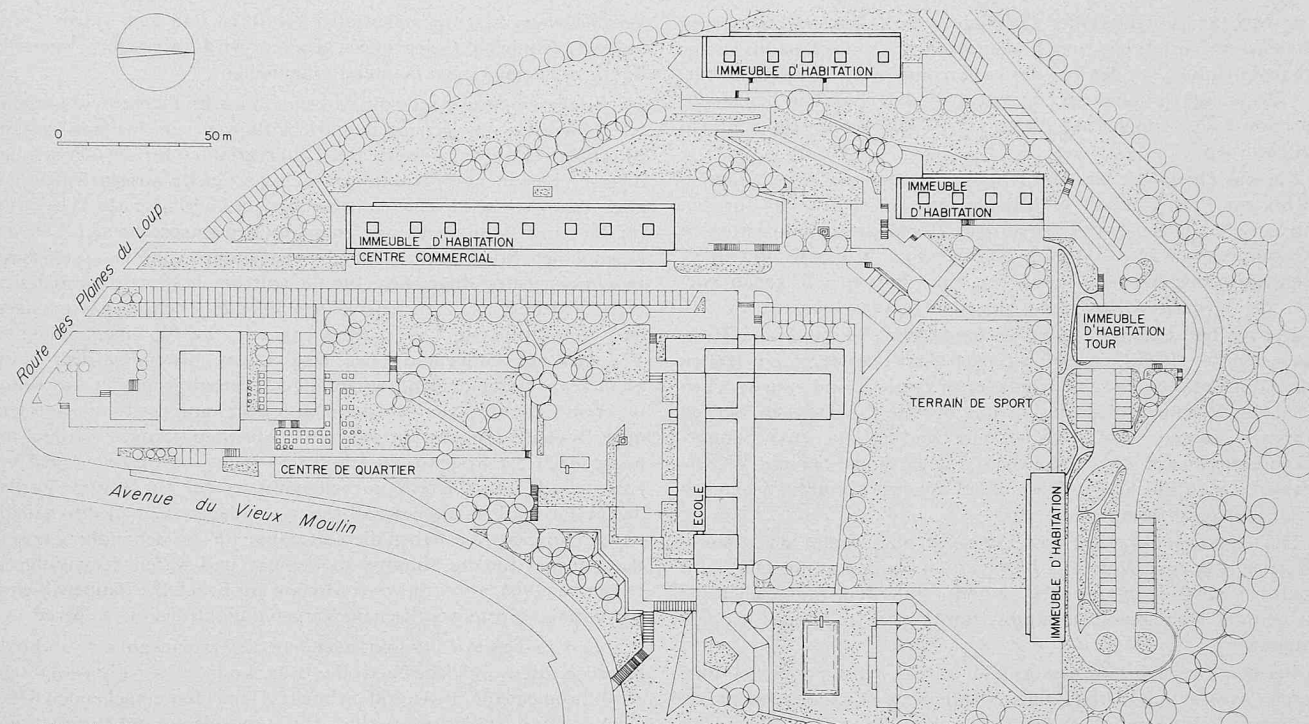 0 50 m
IMMEUBLE D'HABITATION
IMMEUBLE
D'HABITATION
IMMEUBLE D'HABITATION
CENTRE COMMERCIAL
Route des Plaines du Loup
IMMEUBLE
D'HABITATION
TOUR
TERRAIN DE SPORT
CENTRE DE QUARTIER
ECOLE
Avenue du Vieux Moulin
IMMEUBLE D'HABITATION